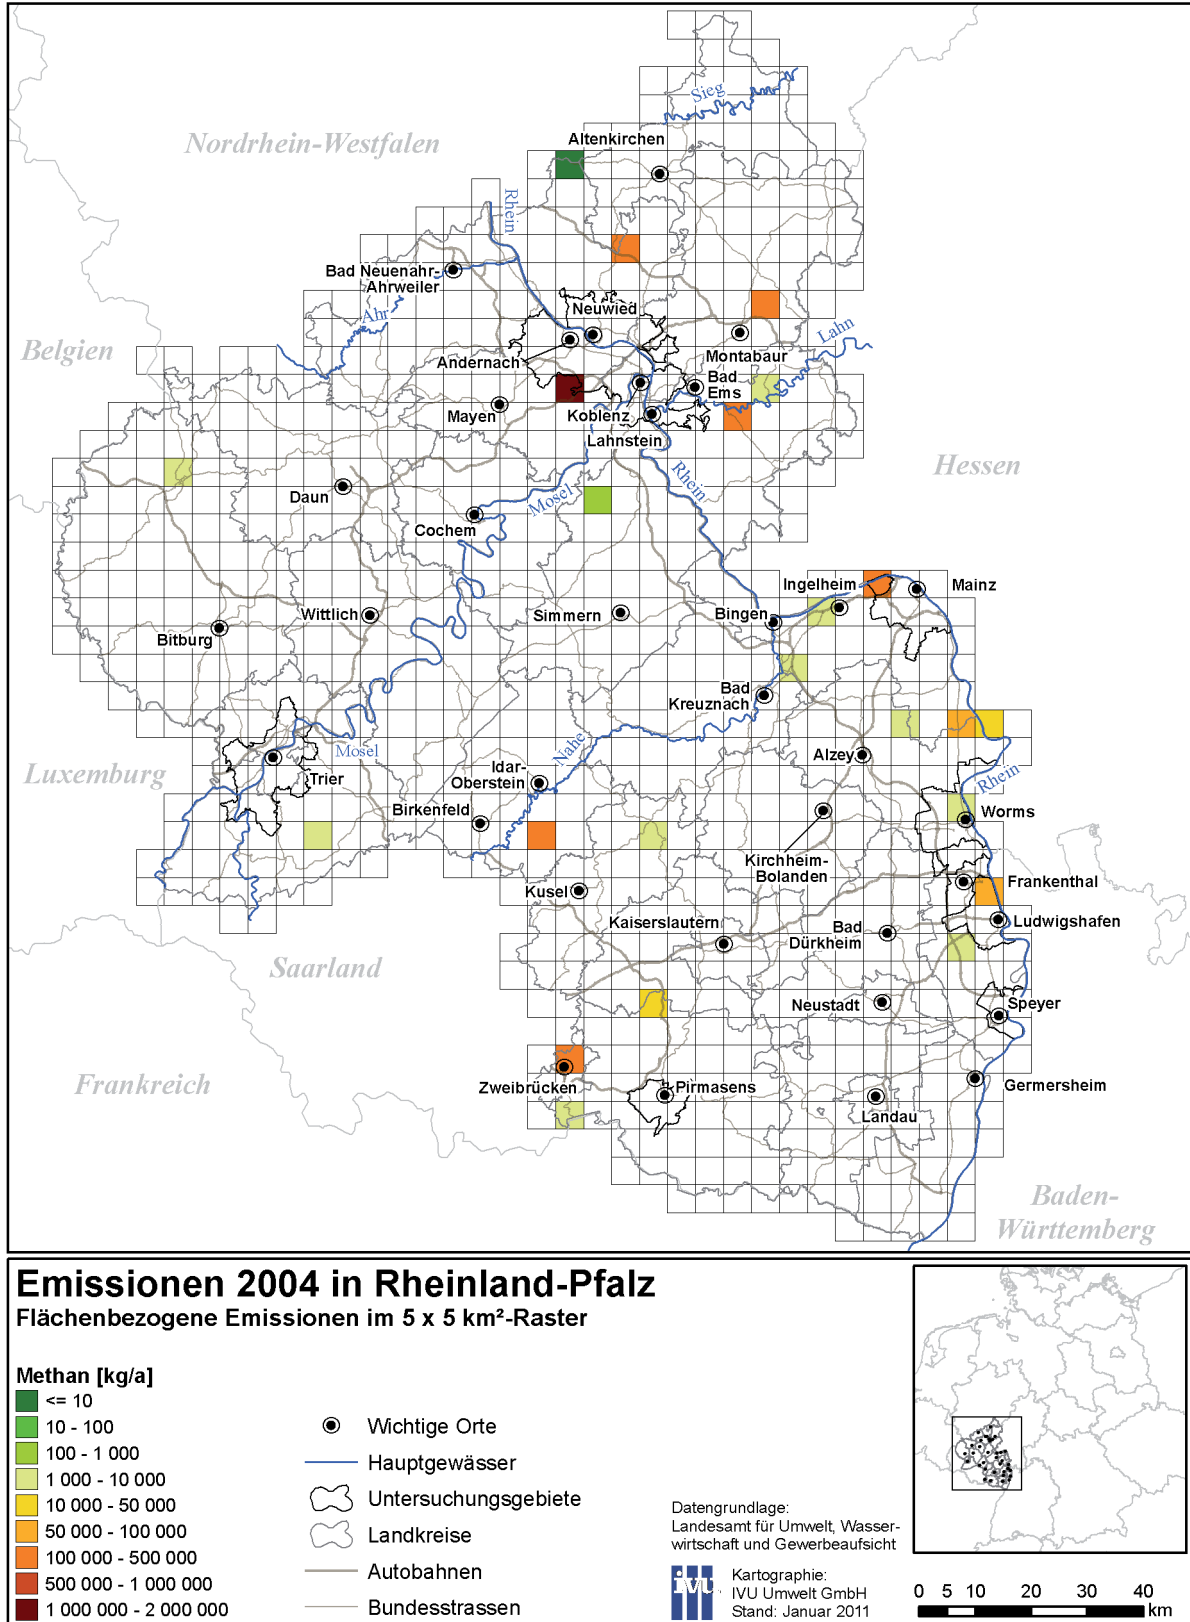 Sieg
Altenkirchen
Nordrhein-Westfalen
Rhein
Bad Neuenahr-
Ahrweiler
Ahr
Neuwied
Lahn
Belgien
Andernach
Montabaur
Bad
Ems
Mayen
Koblenz
Lahnstein
Hessen
Rhein
Daun
Mosel
Cochem
Ingelheim
Mainz
Wittlich
Simmern
Bingen
Bitburg
Bad
Kreuznach
Mosel
Nahe
Luxemburg
Trier
Idar-
Oberstein
Alzey
Rhein
Birkenfeld
Worms
Kirchheim-
Bolanden
Kusel
Frankenthal
Kaiserslautern
Bad
Dürkheim
Ludwigshafen
Saarland
Neustadt
Speyer
Frankreich
Zweibrücken
Pirmasens
Germersheim
Landau
Baden-
Württemberg
Emissionen 2004 in Rheinland-Pfalz
Flächenbezogene Emissionen im 5 x 5 km²-Raster
Methan [kg/a]
<= 10
10 - 100
100 - 1 000
1 000 - 10 000
10 000 - 50 000
50 000 - 100 000
100 000 - 500 000
500 000 - 1 000 000
1 000 000 - 2 000 000
Wichtige Orte
Hauptgewässer
Untersuchungsgebiete
Landkreise
Autobahnen
Bundesstrassen
Datengrundlage:
Landesamt für Umwelt, Wasser-
wirtschaft und Gewerbeaufsicht
ivu
Kartographie:
IVU Umwelt GmbH
Stand: Januar 2011
0 5 10 20 30 40
km